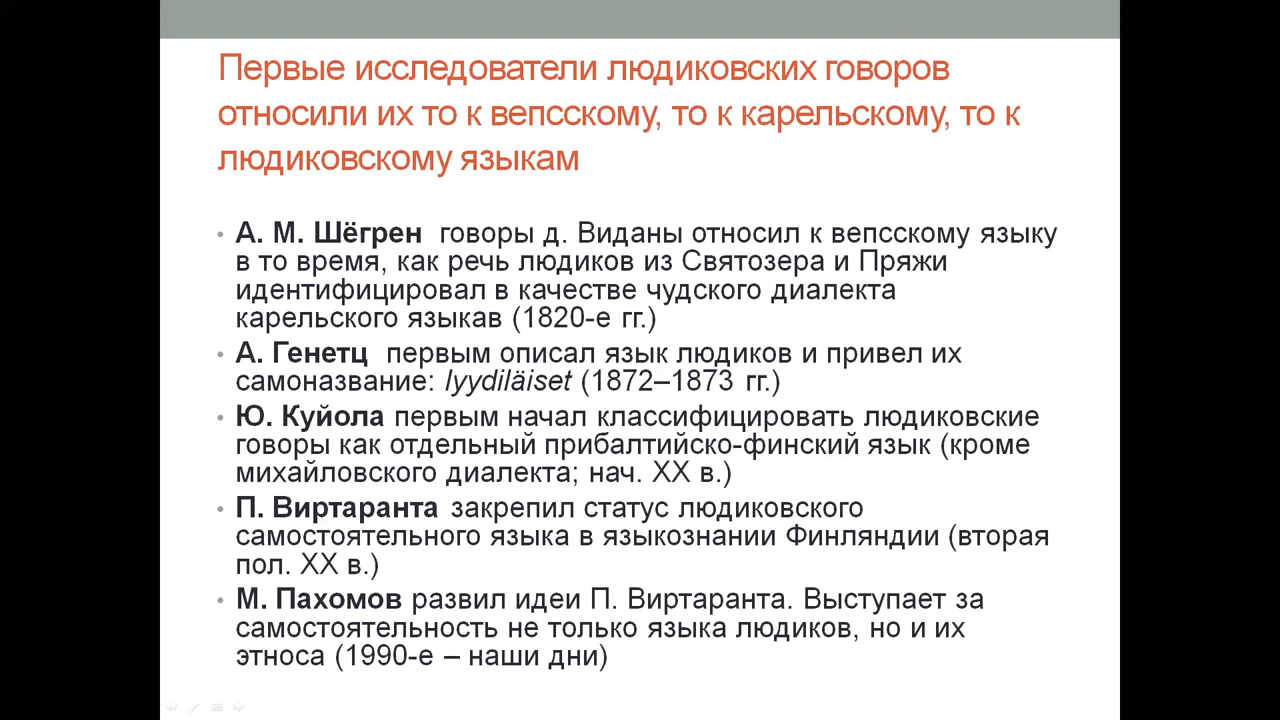 Первые исследователи людиковских говоров
относили их то к вепсскому, то к карельскому, то к
людиковскому языкам
• А. М. Шёгрен говоры д. Виданы относил к вепсскому языку
в то время, как речь людиков из Святозера и Пряжи
идентифицировал в качестве чудского диалекта
карельского языкав (1820-е гг.)
• А. Генетц первым описал язык людиков и привел их
самоназвание: lyydiläiset (1872–1873 гг.)
• Ю. Куйола первым начал классифицировать людиковские
говоры как отдельный прибалтийско-финский язык (кроме
михайловского диалекта; нач. XX в.)
• П. Виртаранта закрепил статус людиковского
самостоятельного языка в языкознании Финляндии (вторая
пол. XX в.)
• М. Пахомов развил идеи П. Виртаранта. Выступает за
самостоятельность не только языка людиков, но и их
этноса (1990-е – наши дни)